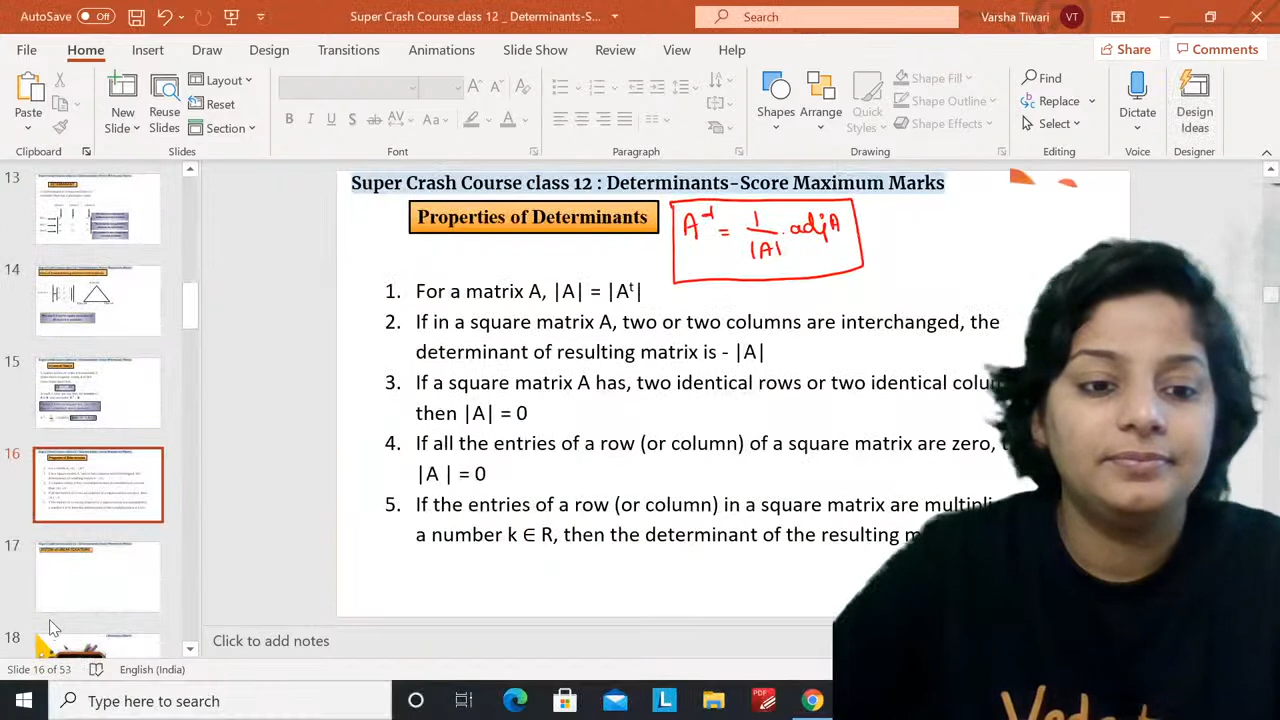 AutoSave Off Super Crash Course class 12 _ Determinants-S... Search Varsha Tiwari VT
File Home Insert Draw Design Transitions Animations Slide Show Review View Help Share Comments
Paste New Slide Reuse Slides Layout Reset Section Shapes Arrange Quick Styles Shape Fill Shape Outline Shape Effects Find Replace Select Dictate Design Ideas
Clipboard Slides Font Paragraph Drawing Editing Voice Designer
13
14
15
16
17
18
Super Crash Course class 12 : Determinants-Score Maximum Marks
Properties of Determinants
A⁻¹ = 1/|A| . adjA
1. For a matrix A, |A| = |Aᵗ|
2. If in a square matrix A, two or two columns are interchanged, the
determinant of resulting matrix is - |A|
3. If a square matrix A has, two identical rows or two identical colu
then |A| = 0
4. If all the entries of a row (or column) of a square matrix are zero,
|A| = 0
5. If the entries of a row (or column) in a square matrix are multipli
a number k ∈ R, then the determinant of the resulting m
Click to add notes
Slide 16 of 53 English (India)
Type here to search